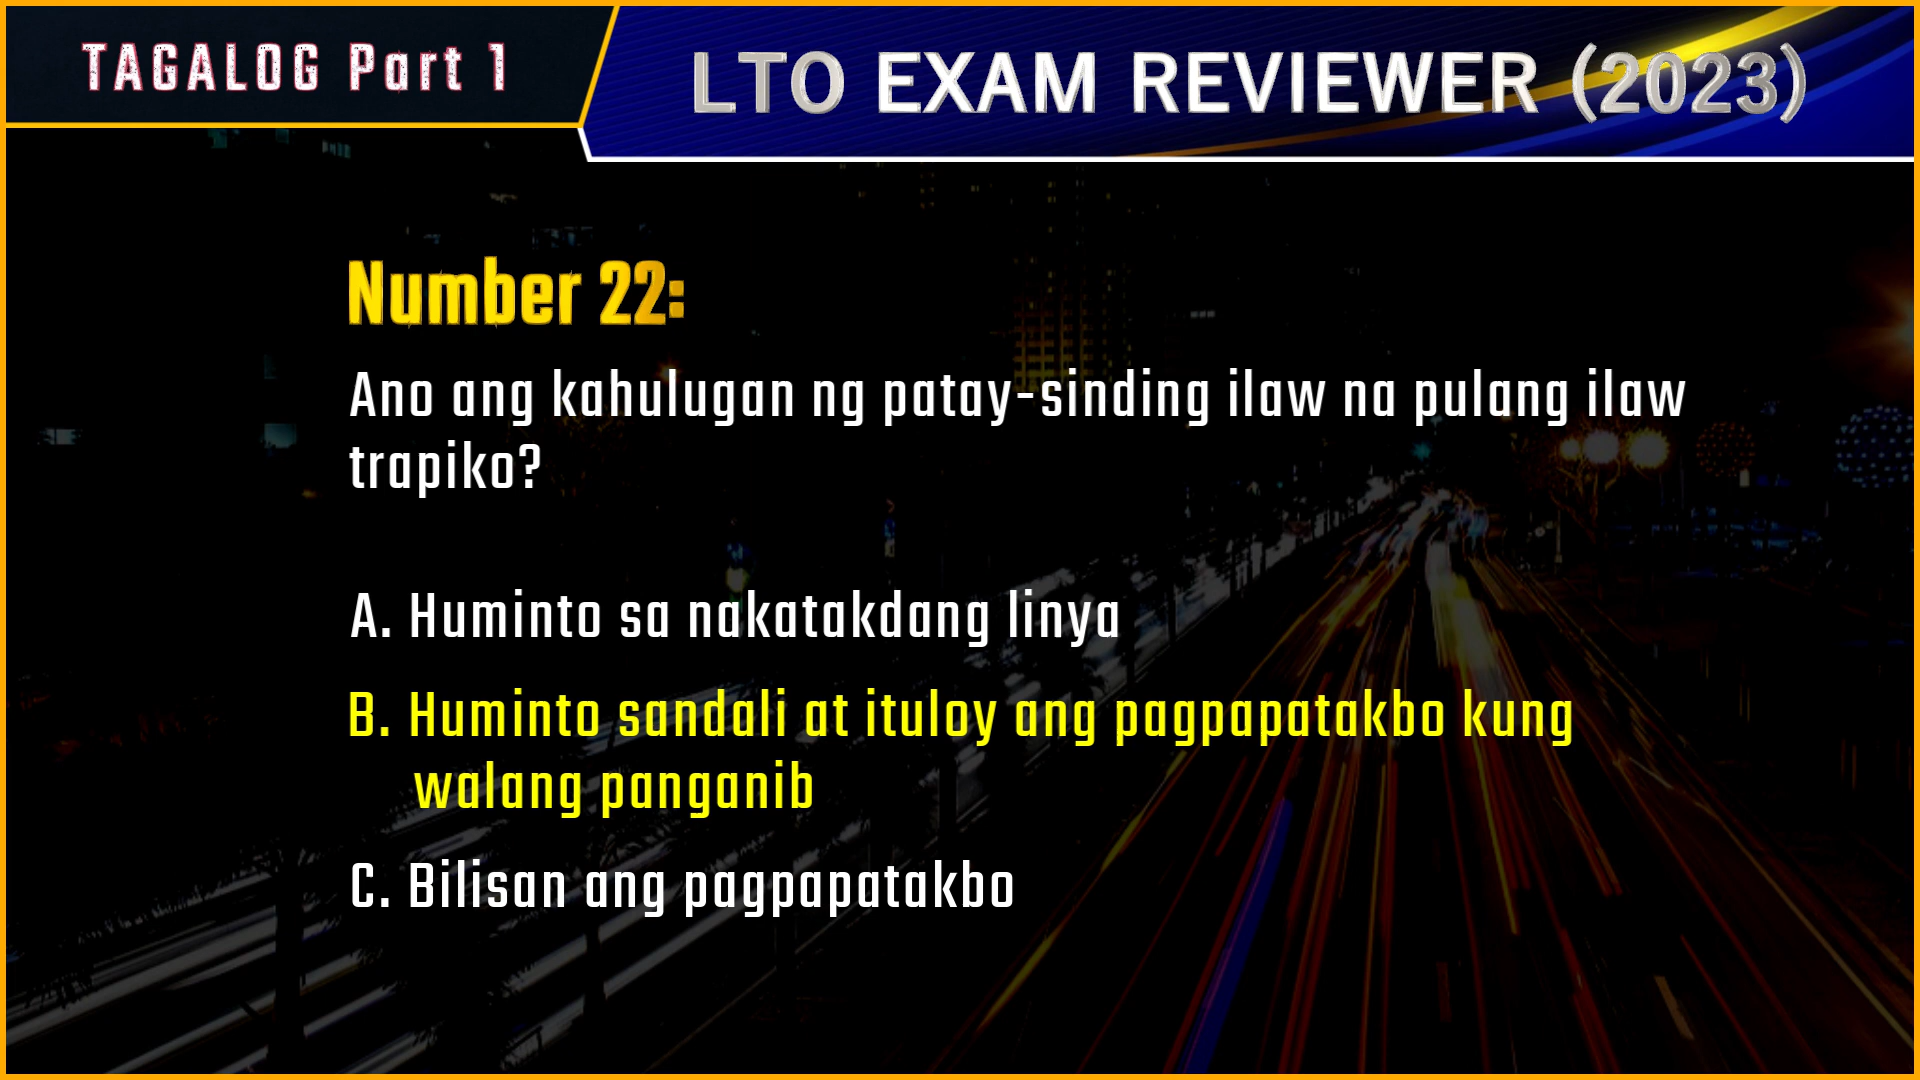 TAGALOG Part 1
LTO EXAM REVIEWER (2023)
Number 22:
Ano ang kahulugan ng patay-sinding ilaw na pulang ilaw
trapiko?
A. Huminto sa nakatakdang linya
B. Huminto sandali at ituloy ang pagpapatakbo kung
walang panganib
C. Bilisan ang pagpapatakbo